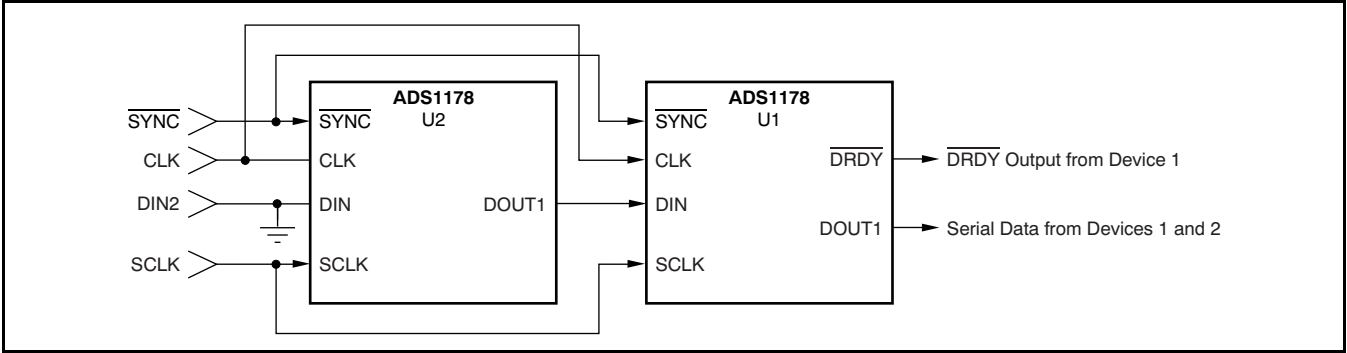 SYNC
CLK
DIN2
SCLK
ADS1178
U2
SYNC
CLK
DIN
SCLK
DOUT1
ADS1178
U1
SYNC
CLK
DIN
SCLK
DRDY
DOUT1
DRDY Output from Device 1
Serial Data from Devices 1 and 2